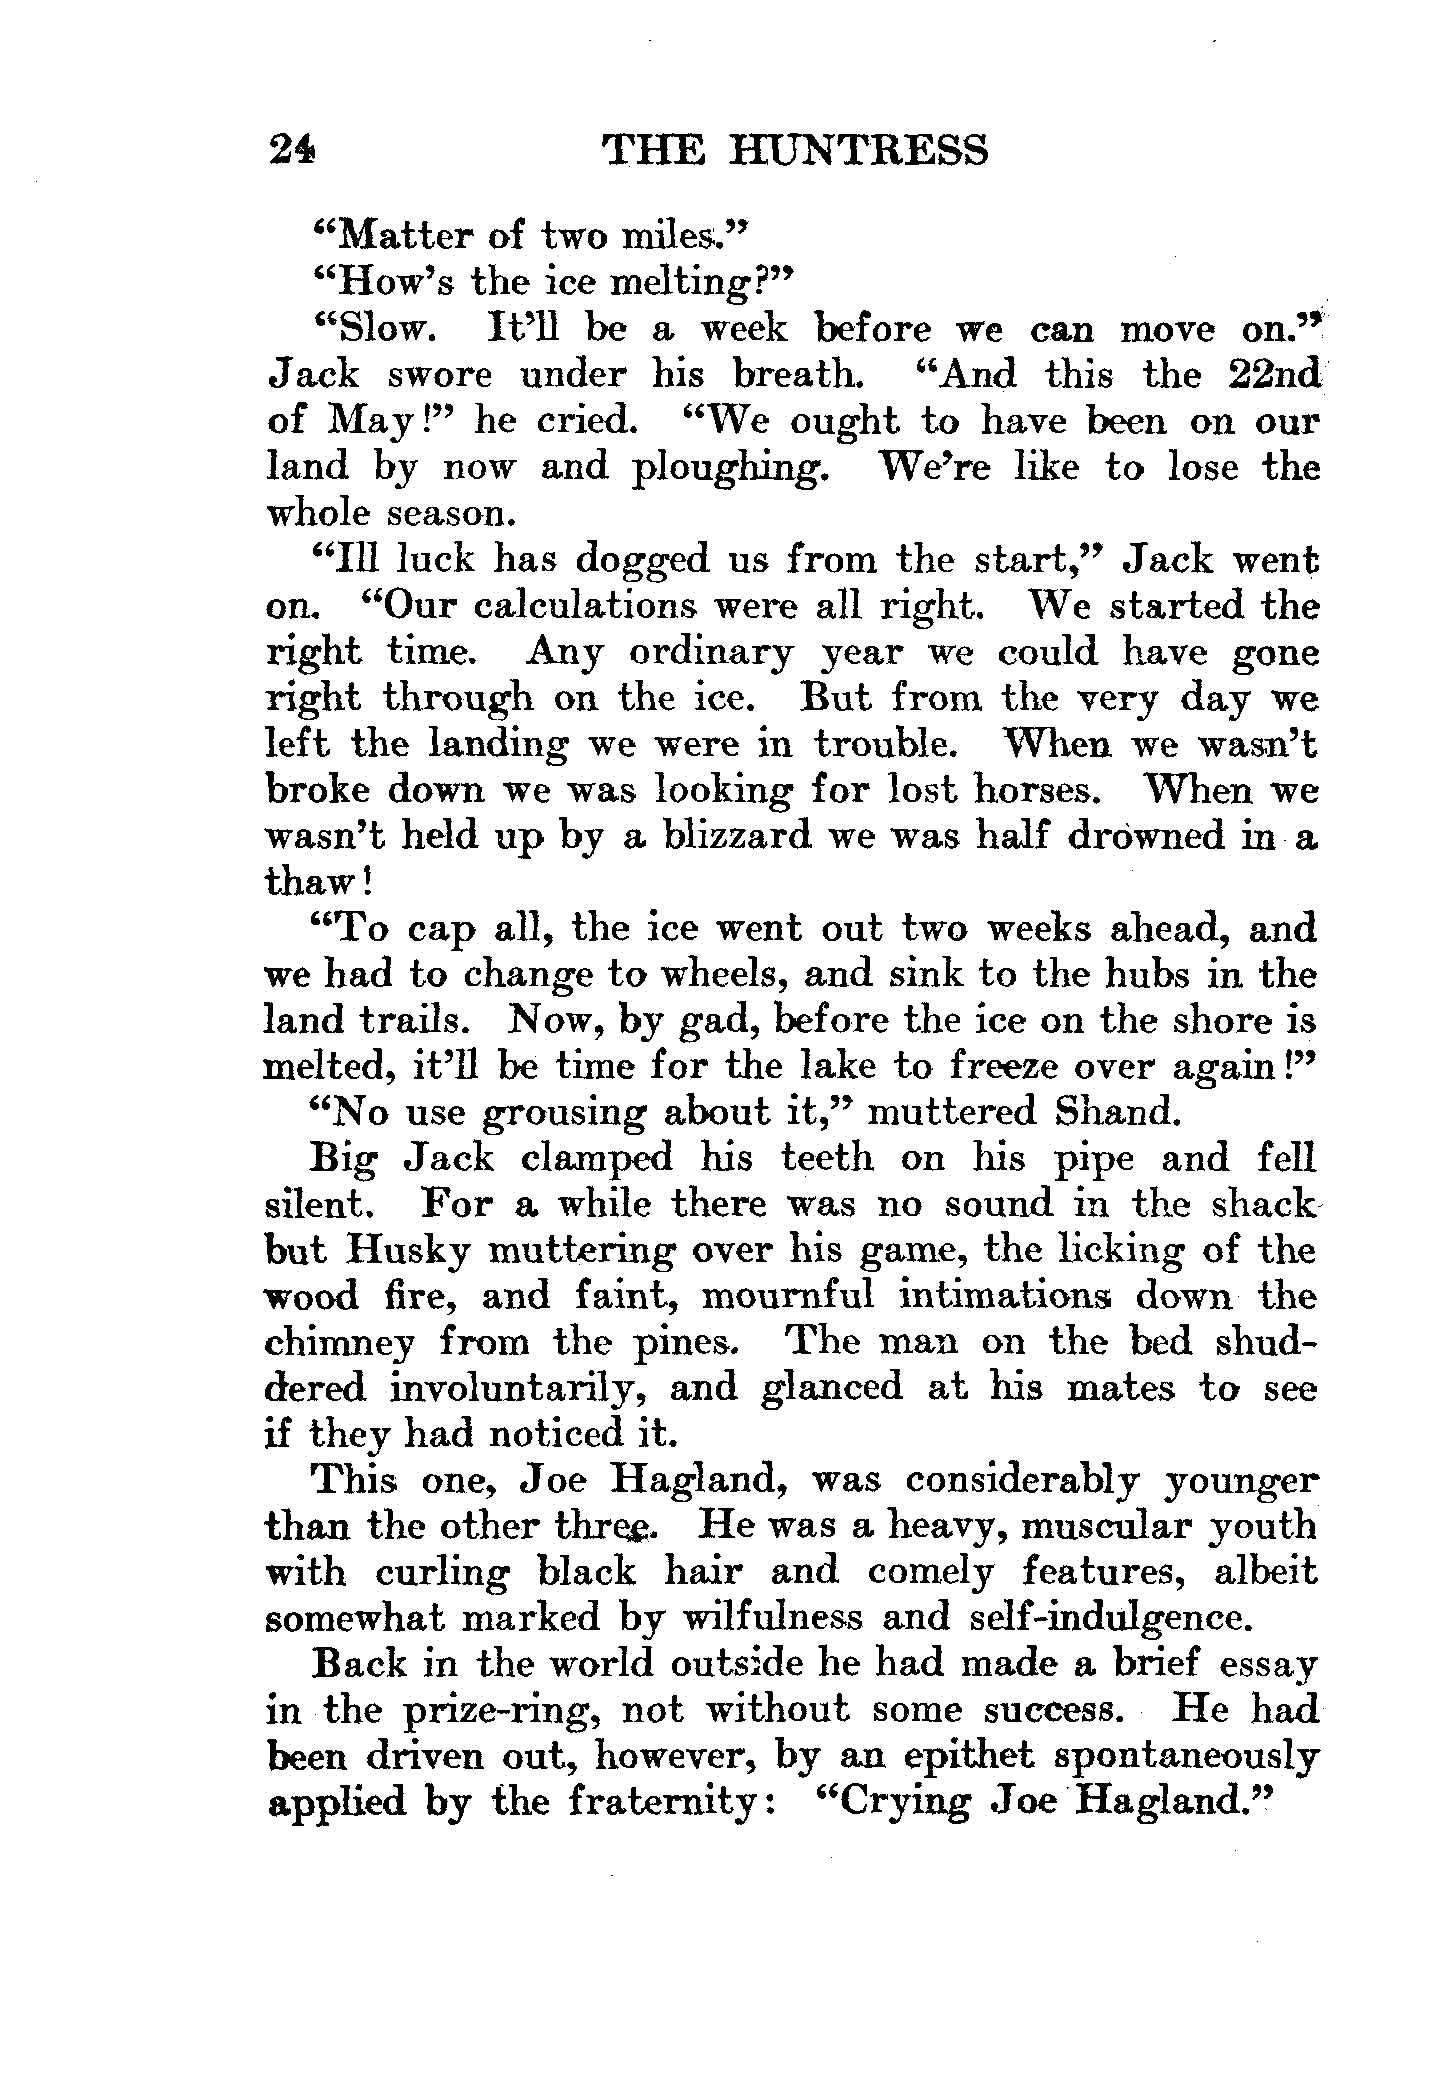 24 THE HUNTRESS
“Matter of two miles.”
“How’s the ice melting?”
“Slow. It’ll be a week before we can move on.”
Jack swore under his breath. “And this the 22nd
of May!” he cried. “We ought to have been on our
land by now and ploughing. We’re like to lose the
whole season.
“Ill luck has dogged us from the start,” Jack went
on. “Our calculations were all right. We started the
right time. Any ordinary year we could have gone
right through on the ice. But from the very day we
left the landing we were in trouble. When we wasn’t
broke down we was looking for lost horses. When we
wasn’t held up by a blizzard we was half drowned in a
thaw!
“To cap all, the ice went out two weeks ahead, and
we had to change to wheels, and sink to the hubs in the
land trails. Now, by gad, before the ice on the shore is
melted, it’ll be time for the lake to freeze over again!”
“No use grousing about it,” muttered Shand.
Big Jack clamped his teeth on his pipe and fell
silent. For a while there was no sound in the shack
but Husky muttering over his game, the licking of the
wood fire, and faint, mournful intimations down the
chimney from the pines. The man on the bed shud-
dered involuntarily, and glanced at his mates to see
if they had noticed it.
This one, Joe Hagland, was considerably younger
than the other three. He was a heavy, muscular youth
with curling black hair and comely features, albeit
somewhat marked by wilfulness and self-indulgence.
Back in the world outside he had made a brief essay
in the prize-ring, not without some success. He had
been driven out, however, by an epithet spontaneously
applied by the fraternity: “Crying Joe Hagland.”